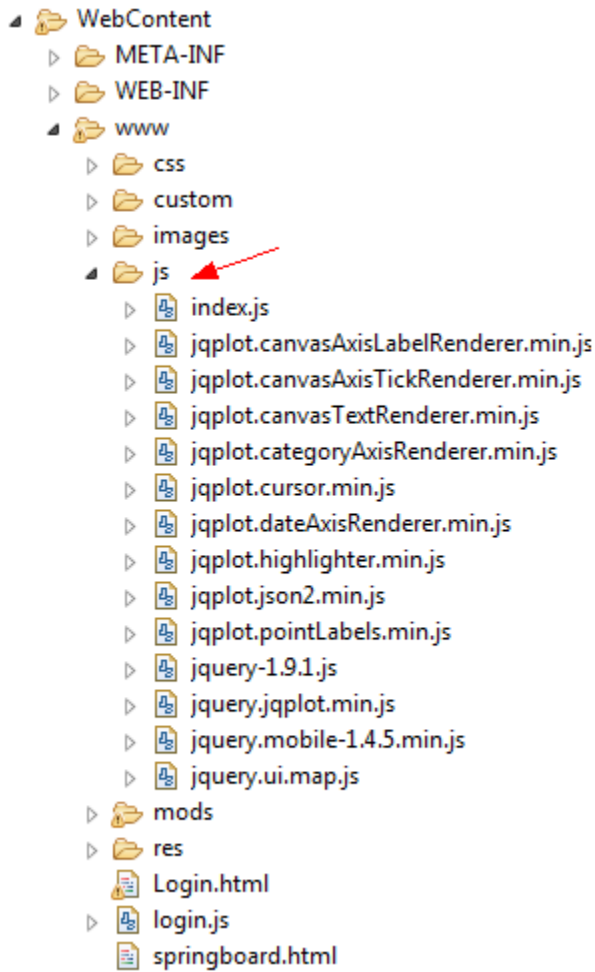 WebContent
META-INF
WEB-INF
www
css
custom
images
js
index.js
jqplot.canvasAxisLabelRenderer.min.js
jqplot.canvasAxisTickRenderer.min.js
jqplot.canvasTextRenderer.min.js
jqplot.categoryAxisRenderer.min.js
jqplot.cursor.min.js
jqplot.dateAxisRenderer.min.js
jqplot.highlighter.min.js
jqplot.json2.min.js
jqplot.pointLabels.min.js
jquery-1.9.1.js
jquery.jqplot.min.js
jquery.mobile-1.4.5.min.js
jquery.ui.map.js
mods
res
Login.html
login.js
springboard.html